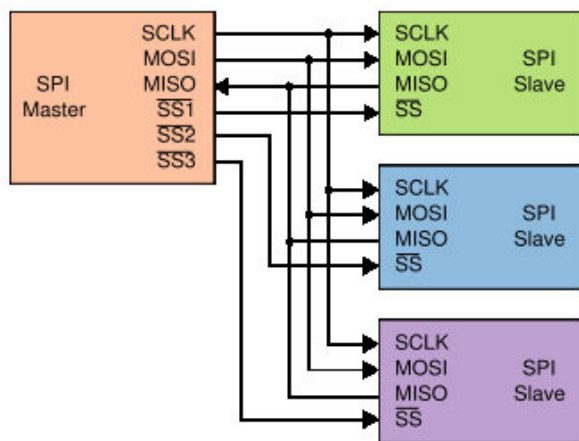 SPI
Master
SCLK
MOSI
MISO
SS1
SS2
SS3
SCLK
MOSI
MISO
SS
SPI
Slave
SCLK
MOSI
MISO
SS
SPI
Slave
SCLK
MOSI
MISO
SS
SPI
Slave